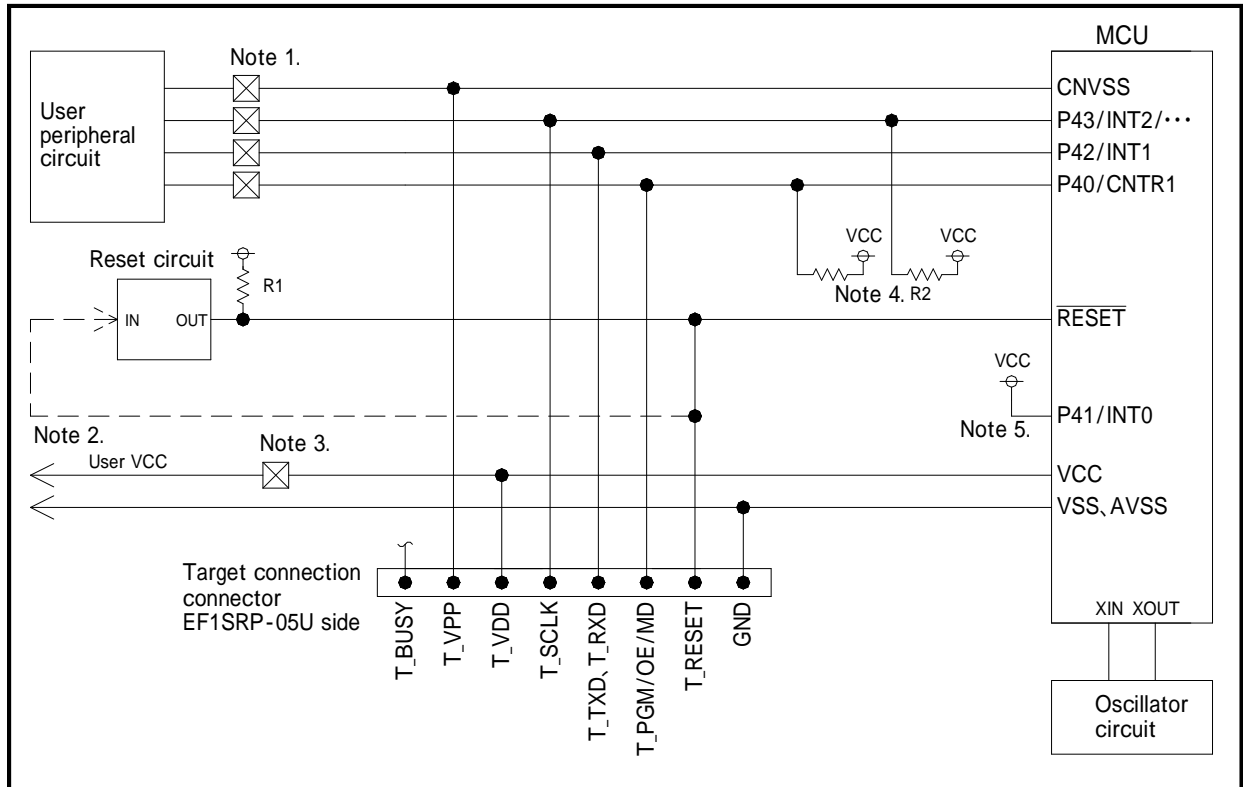 MCU
Note 1.
User
peripheral
circuit
CNVSS
P43/INT2/･･･
P42/INT1
P40/CNTR1
VCC
VCC
Reset circuit
R1
Note 4. R2
IN OUT
RESET
VCC
P41/INT0
Note 5.
Note 2.
User VCC
Note 3.
VCC
VSS、AVSS
Target connection
connector
EF1SRP-05U side
T_BUSY
T_VPP
T_VDD
T_SCLK
T_TXD、T_RXD
T_PGM/OE/MD
T_RESET
GND
XIN XOUT
Oscillator
circuit